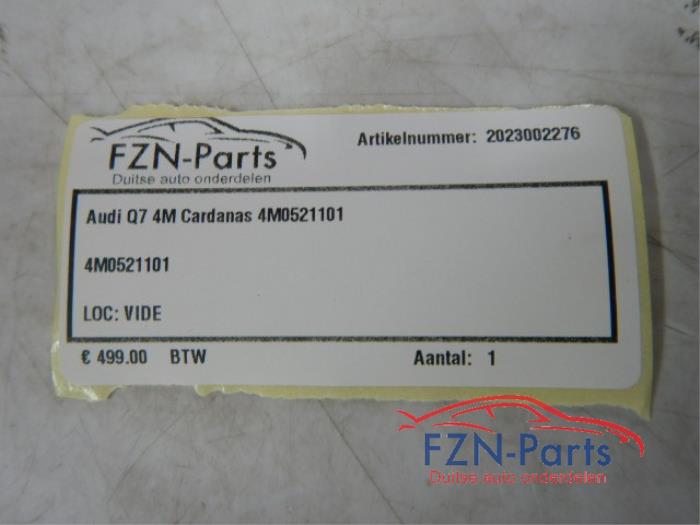 FZN-Parts
Duitse auto onderdelen
Artikelnummer: 2023002276
Audi Q7 4M Cardanas 4M0521101
4M0521101
LOC: VIDE
€ 499.00 BTW Aantal: 1
FZN-Parts
Duitse auto onderdelen